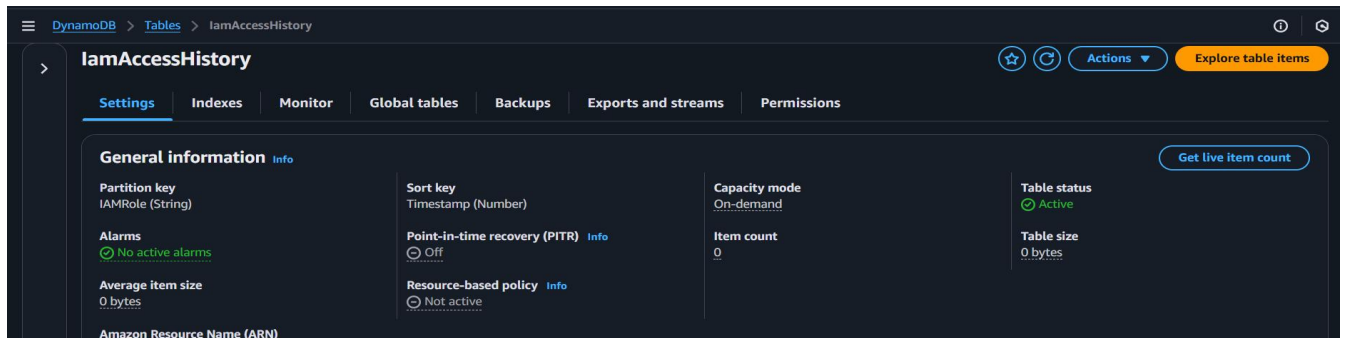 DynamoDB > Tables > IamAccessHistory
IamAccessHistory
Actions
Explore table items
Settings
Indexes
Monitor
Global tables
Backups
Exports and streams
Permissions
General information Info
Get live item count
Partition key
IAMRole (String)
Sort key
Timestamp (Number)
Capacity mode
On-demand
Table status
Active
Alarms
No active alarms
Point-in-time recovery (PITR) Info
Off
Item count
0
Table size
0 bytes
Average item size
0 bytes
Resource-based policy Info
Not active
Amazon Resource Name (ARN)